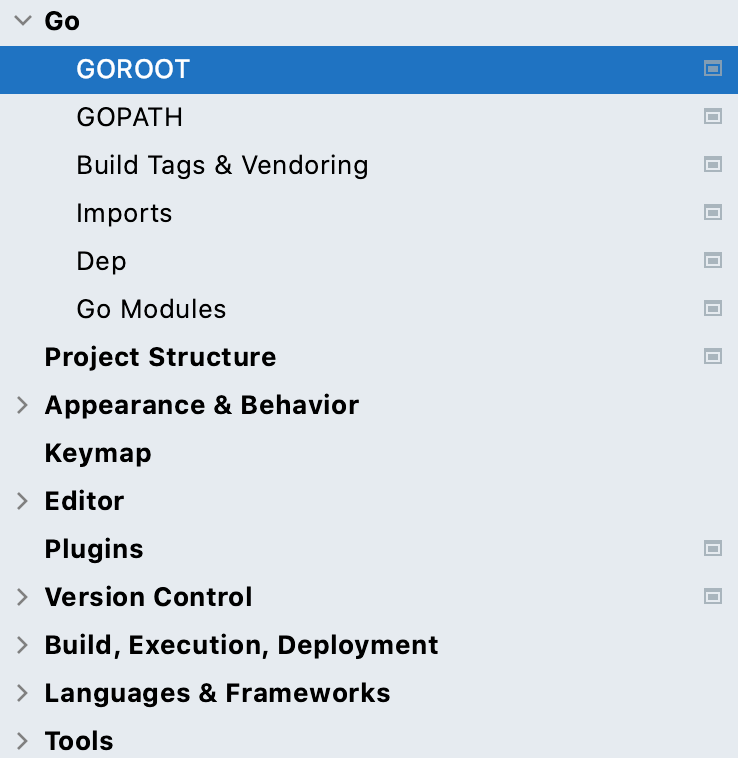 Go
GOROOT
GOPATH
Build Tags & Vendoring
Imports
Dep
Go Modules
Project Structure
Appearance & Behavior
Keymap
Editor
Plugins
Version Control
Build, Execution, Deployment
Languages & Frameworks
Tools